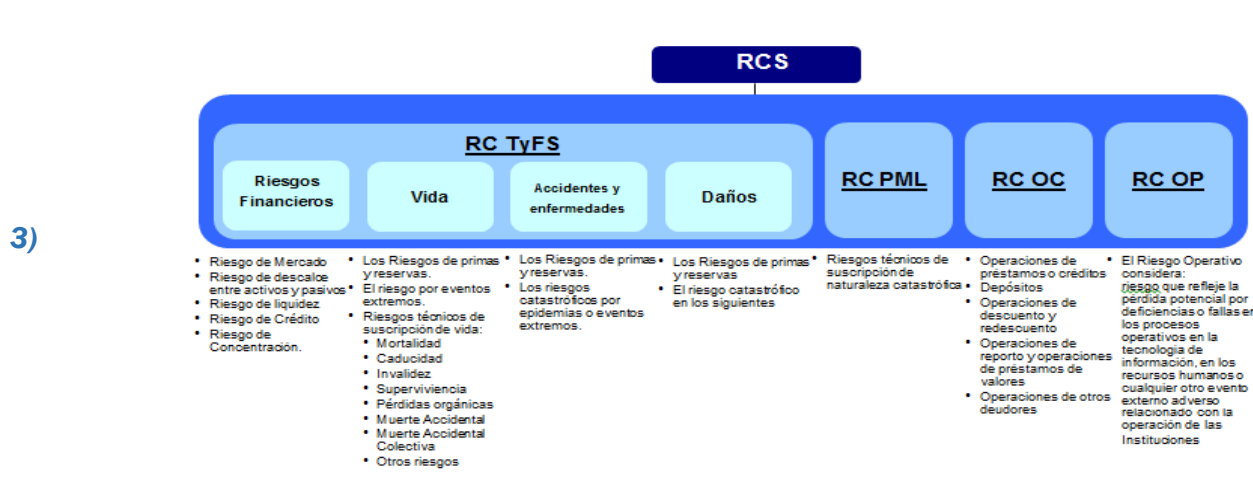 RCS
RC TyFS
Riesgos
Financieros
Vida
Accidentes y
enfermedades
Daños
RC PML
RC OC
RC OP
3)
• Riesgo de Mercado
• Riesgo de descalce
entre activos y pasivos
• Riesgo de liquidez
• Riesgo de Crédito
• Riesgo de
Concentración.
• Los Riesgos de primas
y reservas.
• El riesgo por eventos
extremos.
• Riesgos técnicos de
suscripción de vida:
• Mortalidad
• Caducidad
• Invalidez
• Superviviencia
• Pérdidas orgánicas
• Muerte Accidental
• Muerte Accidental
Colectiva
• Otros riesgos
• Los Riesgos de primas
y reservas.
• Los riesgos
catastróficos por
epidemias o eventos
extremos.
• Los Riesgos de primas
y reservas
• El riesgo catastrófico
en los siguientes
• Riesgos técnicos de
suscripción de
naturaleza catastrófica
• Operaciones de
préstamos o créditos
• Depósitos
• Operaciones de
descuento y
redescuento
• Operaciones de
reporto y operaciones
de préstamos de
valores
• Operaciones de otros
deudores
• El Riesgo Operativo
considera:
riesgo que refleje la
pérdida potencial por
deficiencias o fallas en
los procesos
operativos en la
tecnologia de
información, en los
recursos humanos o
cualquier otro evento
externo adverso
relacionado con la
operación de las
Instituciones